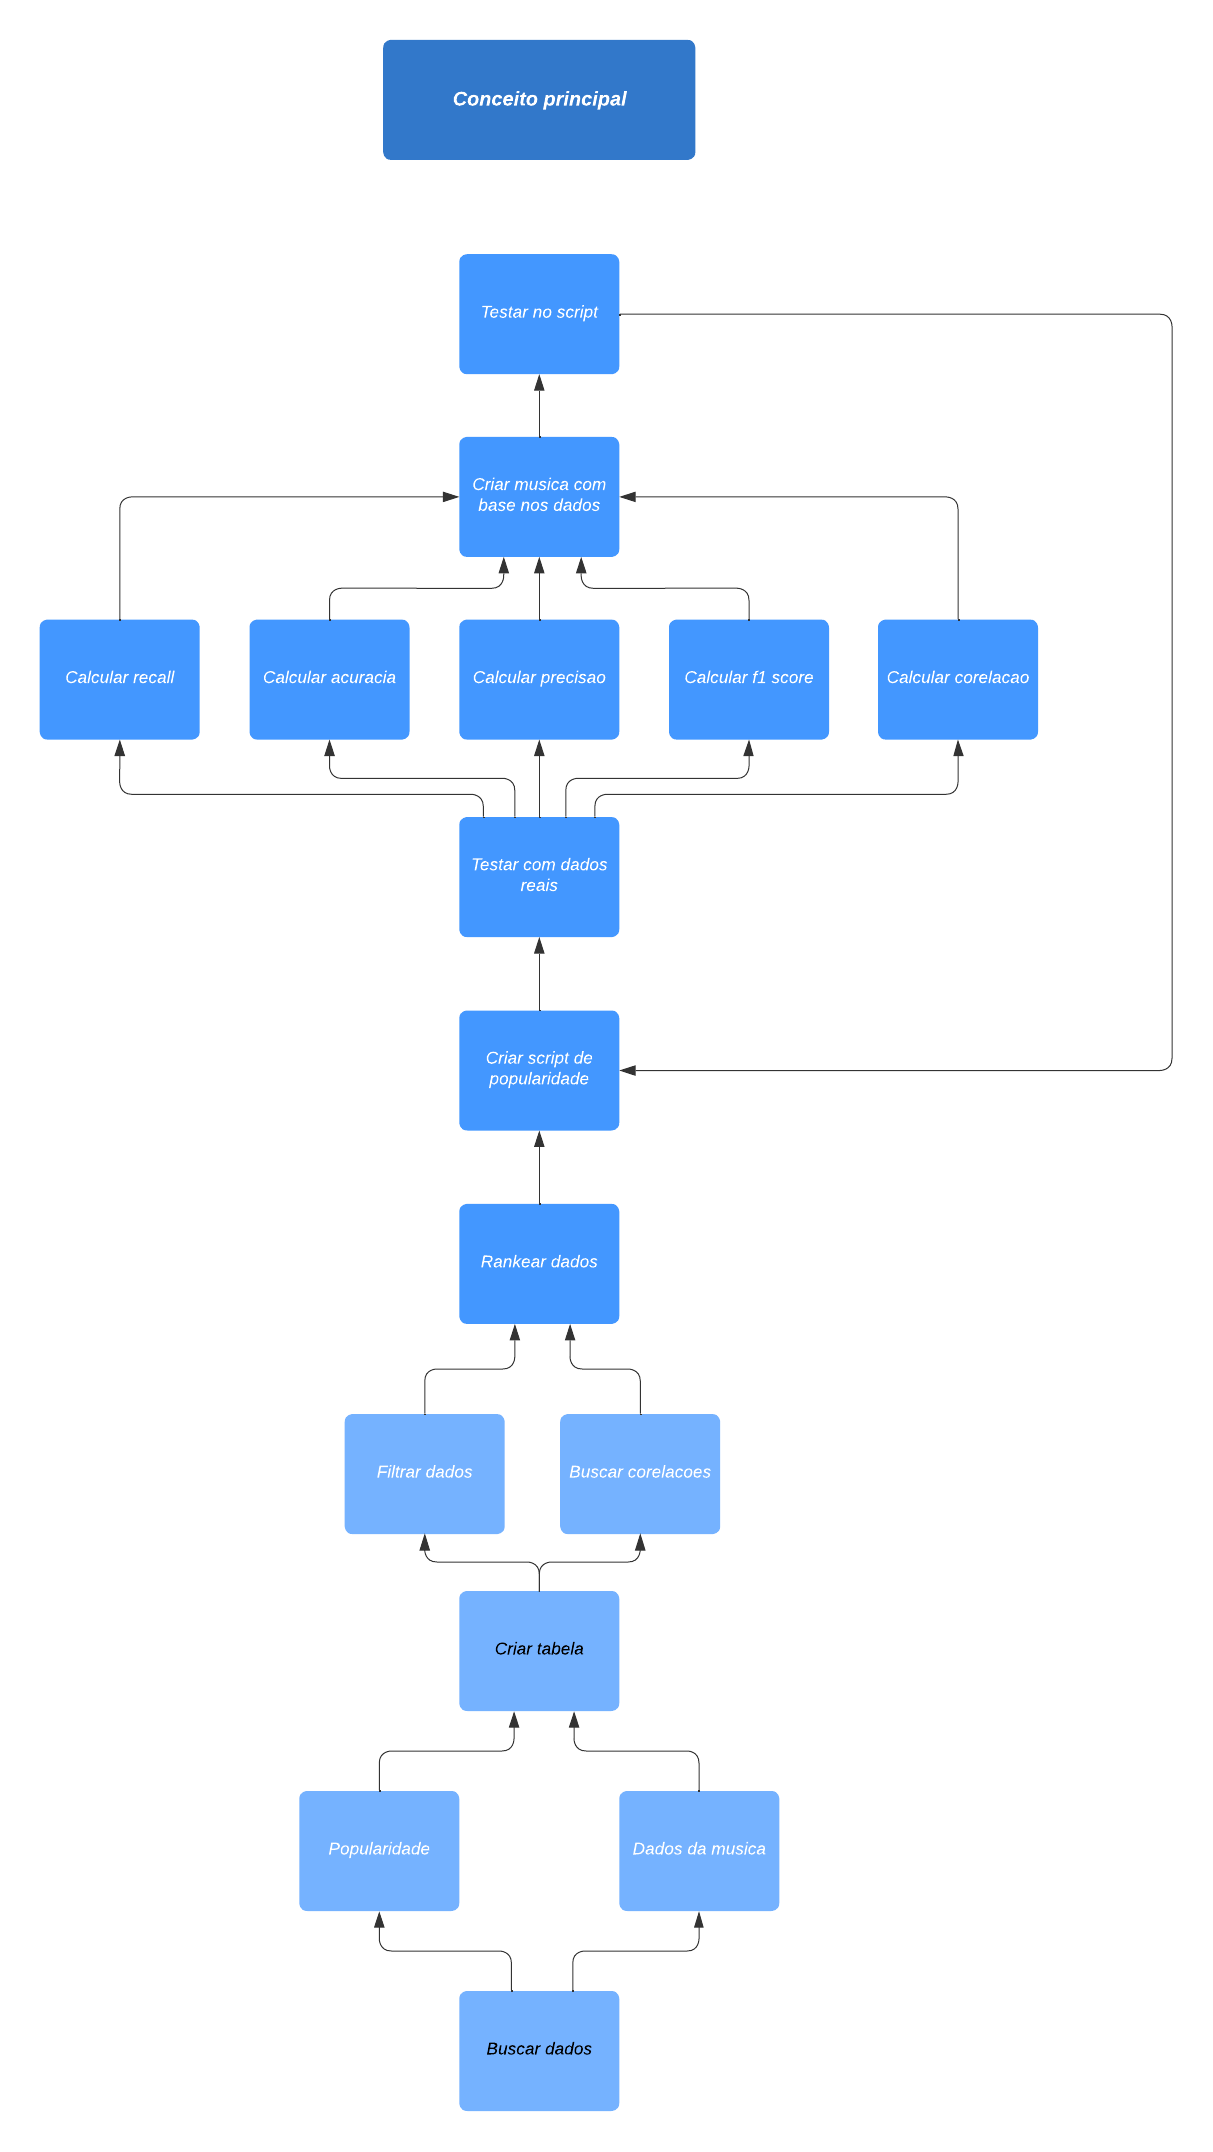 Conceito principal
Testar no script
Criar musica com
base nos dados
Calcular recall
Calcular acuracia
Calcular precisao
Calcular f1 score
Calcular corelacao
Testar com dados
reais
Criar script de
popularidade
Rankear dados
Filtrar dados
Buscar corelacoes
Criar tabela
Popularidade
Dados da musica
Buscar dados